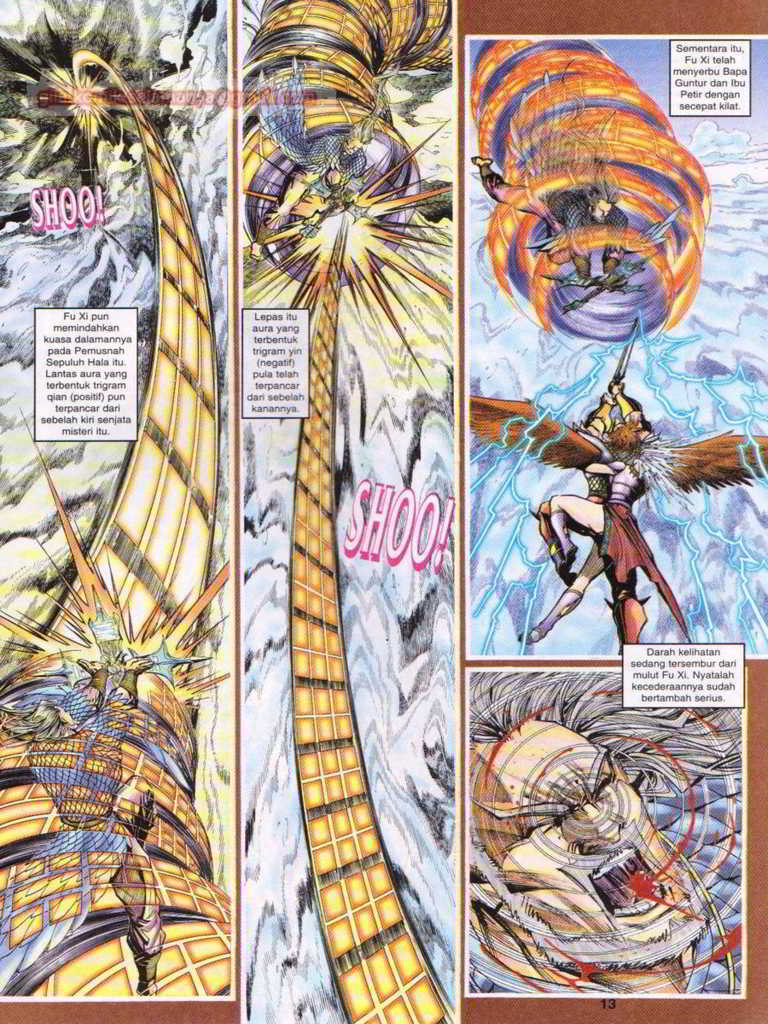 SHOO!
Fu Xi pun
memindahkan
kuasa dalamannya
pada Pemusnah
Sepuluh Hala itu.
Lantas aura yang
terbentuk trigram
qian (positif) pun
terpancar dari
sebelah kiri senjata
misteri itu.
Lepas itu
aura yang
terbentuk
trigram yin
(negatif)
pula telah
terpancar
dari sebelah
kanannya.
SHOO!
Sementara itu,
Fu Xi telah
menyerbu Bapa
Guntur dan Ibu
Petir dengan
secepat kilat.
Darah kelihatan
sedang tersembur dari
mulut Fu Xi. Nyatalah
kecederaannya sudah
bertambah serius.
13